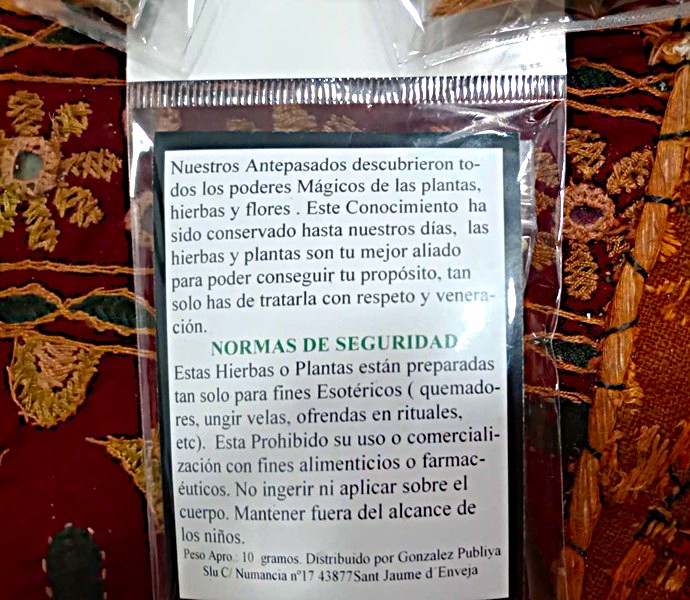 Nuestros Antepasados descubrieron to-
dos los poderes Mágicos de las plantas,
hierbas y flores . Este Conocimiento ha
sido conservado hasta nuestros días, las
hierbas y plantas son tu mejor aliado
para poder conseguir tu propósito, tan
solo has de tratarla con respeto y venera-
ción.
NORMAS DE SEGURIDAD
Estas Hierbas o Plantas están preparadas
tan solo para fines Esotéricos ( quemado-
res, ungir velas, ofrendas en rituales,
etc). Esta Prohibido su uso o comerciali-
zación con fines alimenticios o farmac-
éuticos. No ingerir ni aplicar sobre el
cuerpo. Mantener fuera del alcance de
los niños.
Peso Apro.: 10 gramos. Distribuido por Gonzalez Publiya
Slu C/ Numancia nº17 43877Sant Jaume d´Enveja